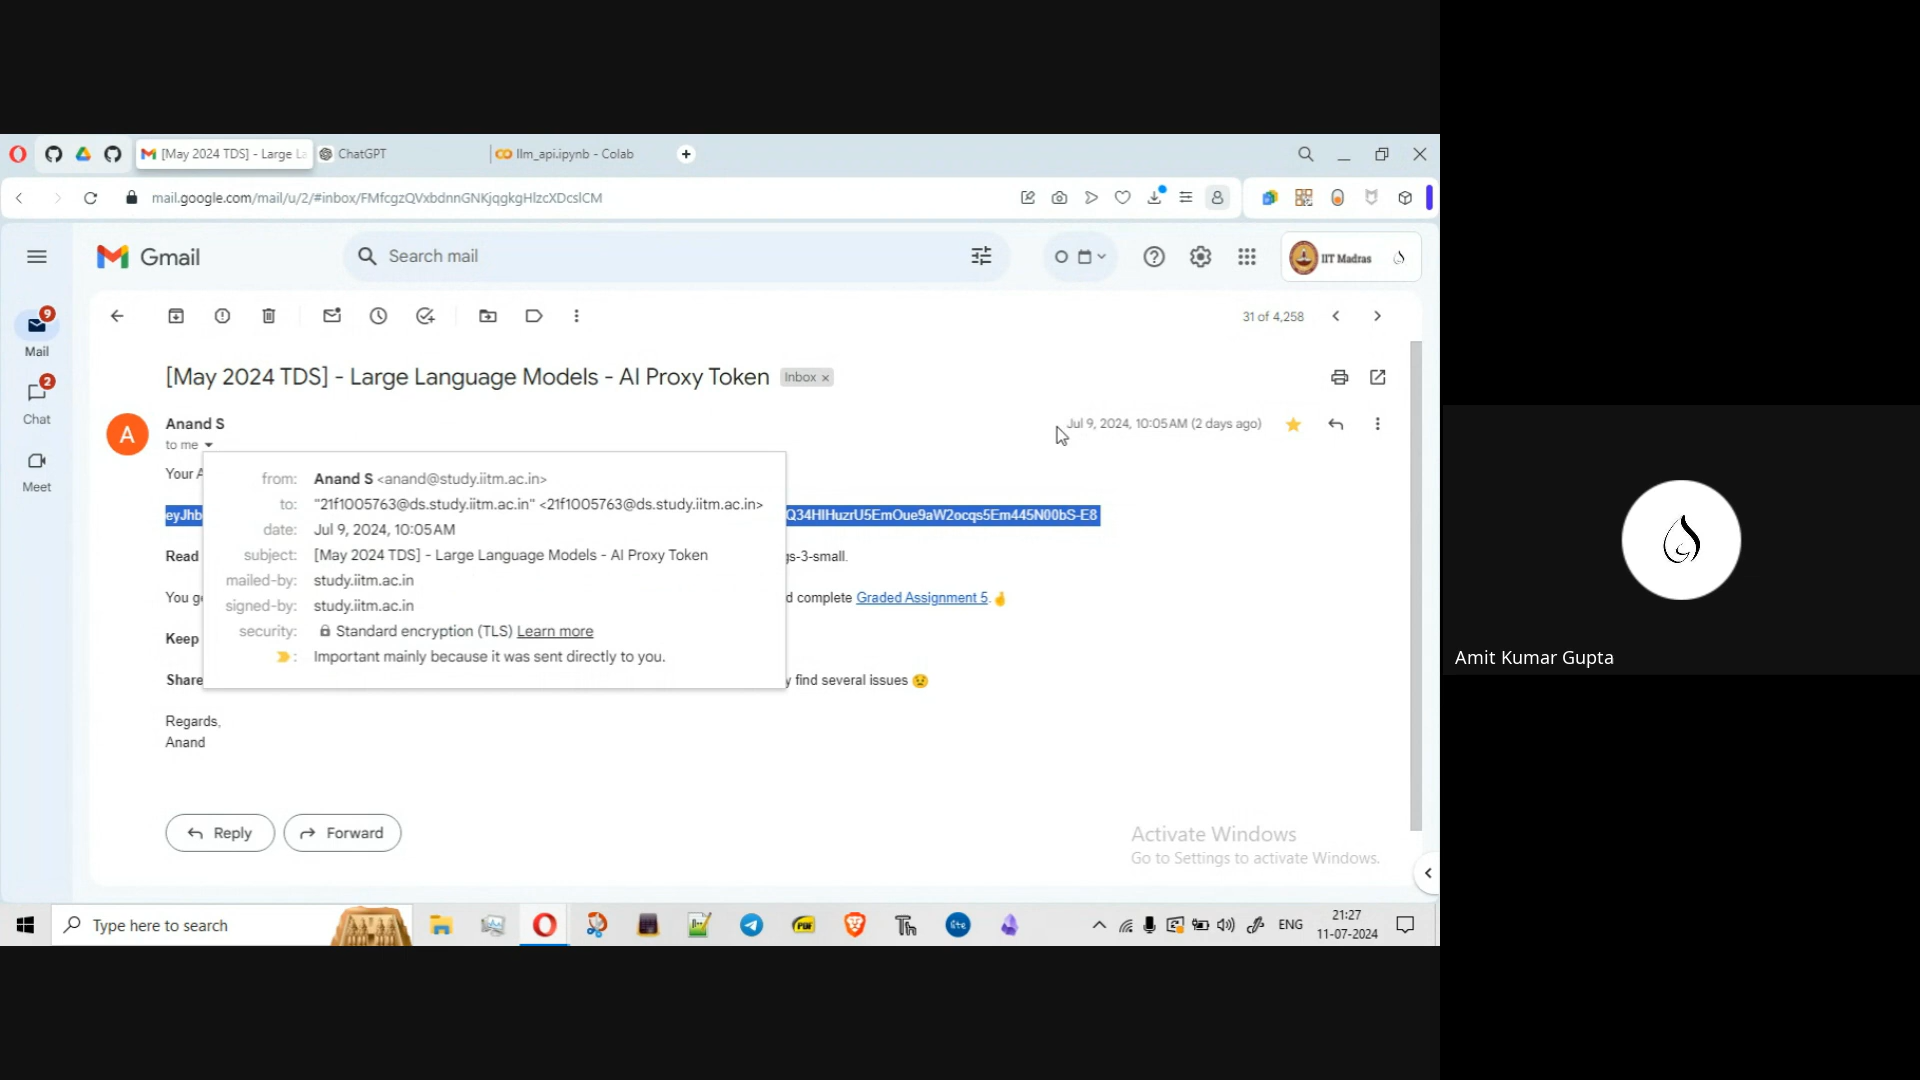 [May 2024 TDS] - Large La
ChatGPT
llm_api.ipynb - Colab
mail.google.com/mail/u/2/#inbox/FMfcgzQVxbdnnGNKjqgkgHlzcXDcslCM
Gmail
Search mail
IIT Madras
9
Mail
2
Chat
Meet
31 of 4,258
[May 2024 TDS] - Large Language Models - AI Proxy Token
Inbox x
A
Anand S
Jul 9, 2024, 10:05 AM (2 days ago)
to me
Your A
from: Anand S <anand@study.iitm.ac.in>
to: "21f1005763@ds.study.iitm.ac.in" <21f1005763@ds.study.iitm.ac.in>
eyJhb
Q34HIHuzrU5EmOue9aW2ocqs5Em445N00bS-E8
date: Jul 9, 2024, 10:05 AM
subject: [May 2024 TDS] - Large Language Models - AI Proxy Token
Read
gs-3-small.
mailed-by: study.iitm.ac.in
signed-by: study.iitm.ac.in
You ge
d complete Graded Assignment 5.
security: Standard encryption (TLS) Learn more
Keep
: Important mainly because it was sent directly to you.
Share
y find several issues
Regards,
Anand
Reply
Forward
Activate Windows
Go to Settings to activate Windows.
Amit Kumar Gupta
Type here to search
PDF
Th
lite
ENG
21:27
11-07-2024